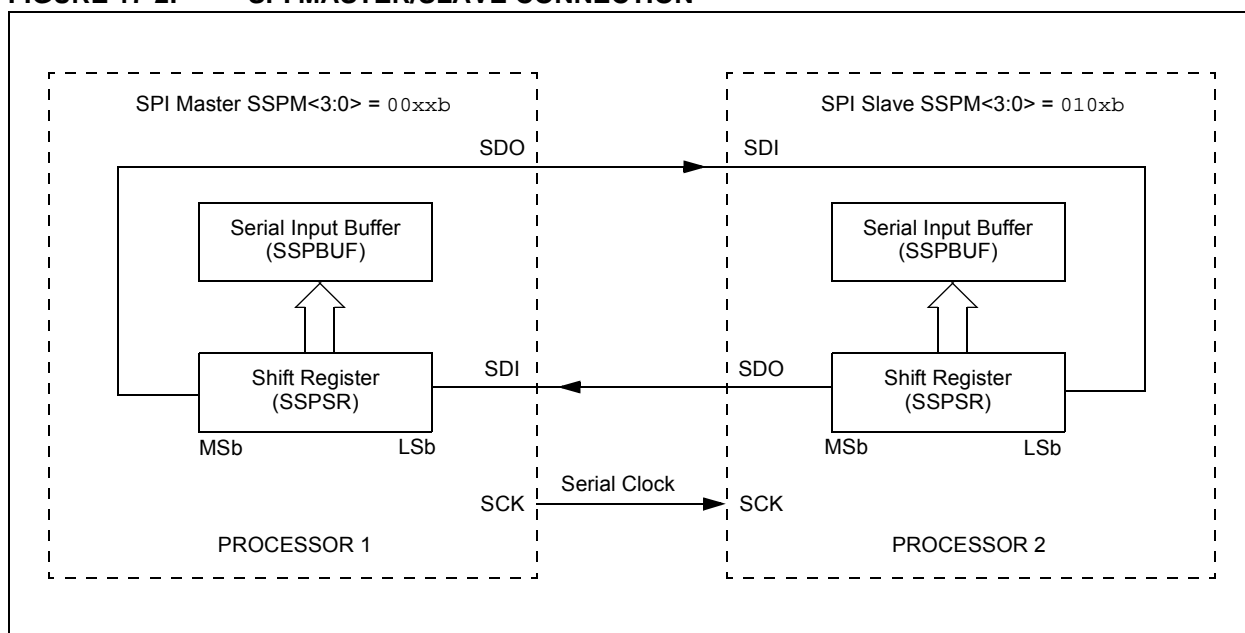 SPI Master SSPM<3:0> = 00xxb
SPI Slave SSPM<3:0> = 010xb
SDO
SDI
Serial Input Buffer
(SSPBUF)
Serial Input Buffer
(SSPBUF)
Shift Register
(SSPSR)
SDI
SDO
Shift Register
(SSPSR)
MSb
LSb
MSb
LSb
Serial Clock
SCK
SCK
PROCESSOR 1
PROCESSOR 2